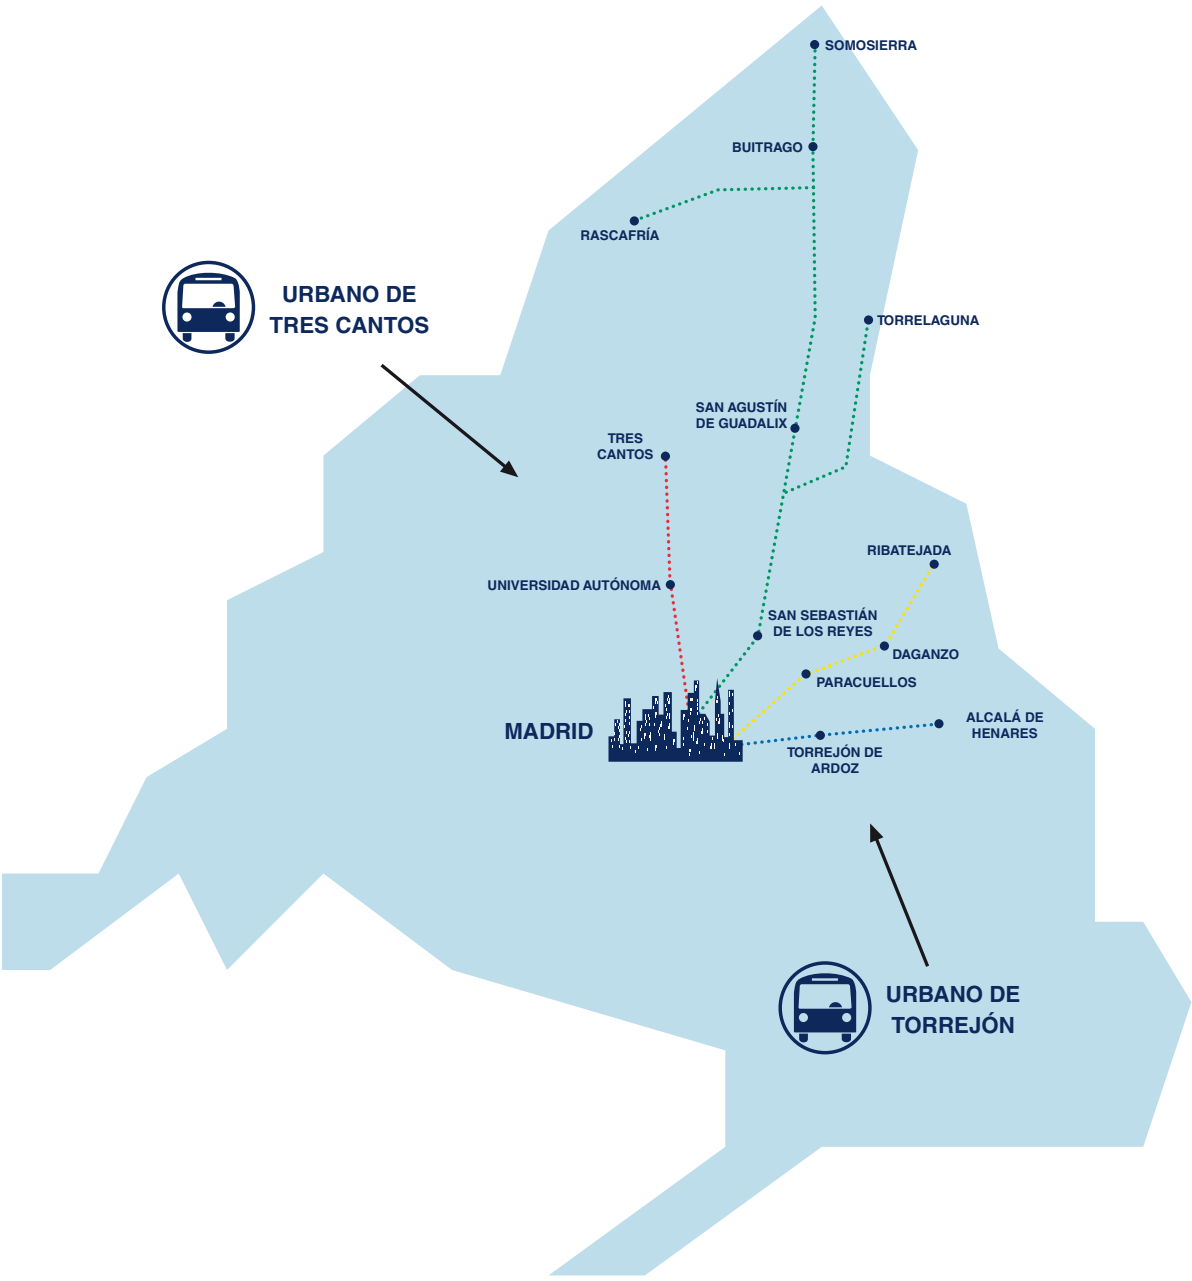 SOMOSIERRA
BUITRAGO
RASCAFRÍA
URBANO DE
TRES CANTOS
TORRELAGUNA
SAN AGUSTÍN
DE GUADALIX
TRES
CANTOS
RIBATEJADA
UNIVERSIDAD AUTÓNOMA
SAN SEBASTIÁN
DE LOS REYES
DAGANZO
PARACUELLOS
MADRID
ALCALÁ DE
HENARES
TORREJÓN DE
ARDOZ
URBANO DE
TORREJÓN